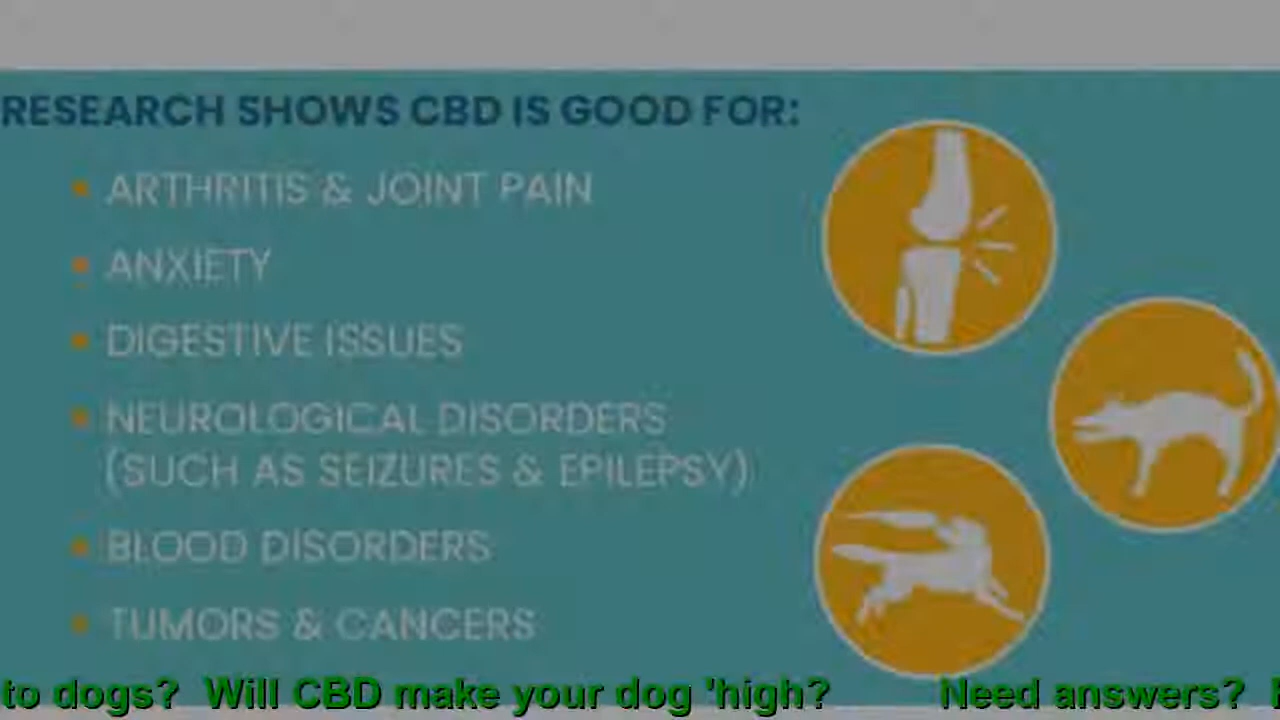 RESEARCH SHOWS CBD IS GOOD FOR:
• ARTHRITIS & JOINT PAIN
• ANXIETY
• DIGESTIVE ISSUES
• NEUROLOGICAL DISORDERS
(SUCH AS SEIZURES & EPILEPSY)
• BLOOD DISORDERS
• TUMORS & CANCERS
to dogs? Will CBD make your dog 'high? Need answers?